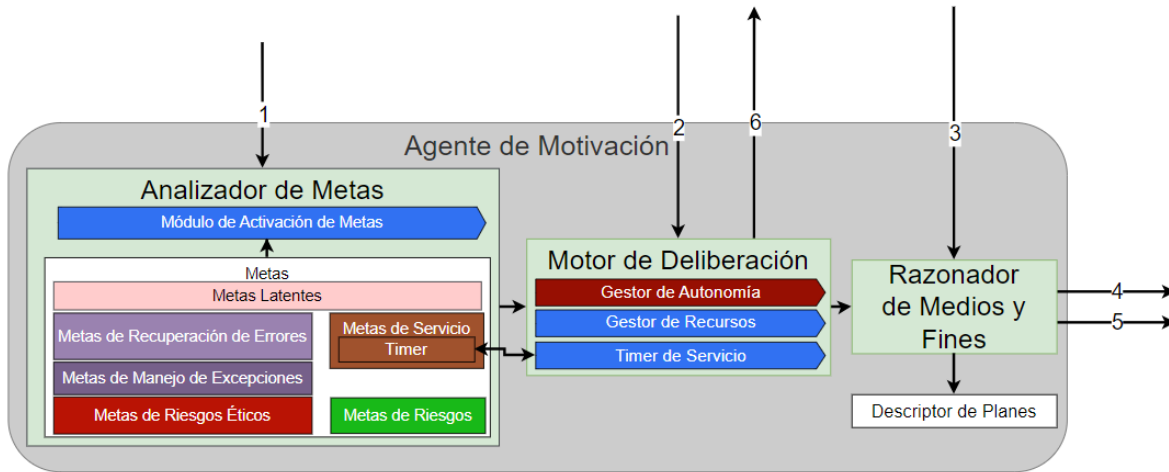 1
2
6
3
Agente de Motivación
Analizador de Metas
Módulo de Activación de Metas
Metas
Metas Latentes
Metas de Recuperación de Errores
Metas de Servicio
Timer
Metas de Manejo de Excepciones
Metas de Riesgos Éticos
Metas de Riesgos
Motor de Deliberación
Gestor de Autonomía
Gestor de Recursos
Timer de Servicio
Razonador
de Medios y
Fines
4
5
Descriptor de Planes